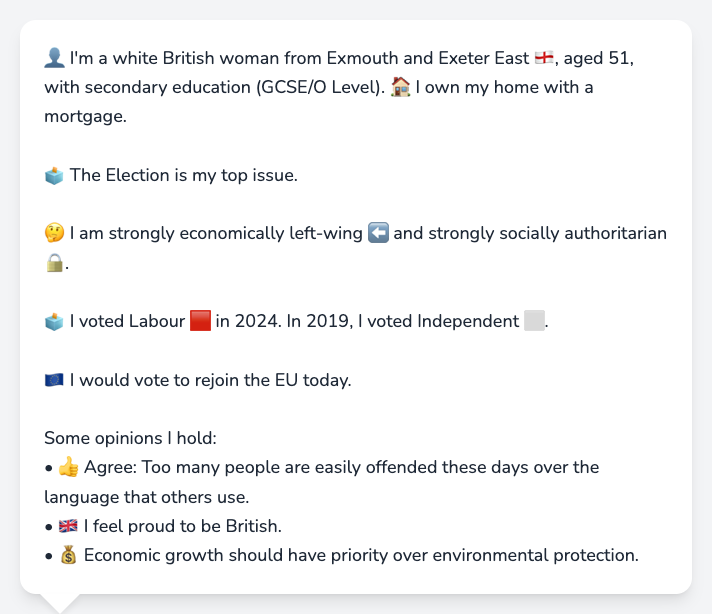 👤 I'm a white British woman from Exmouth and Exeter East 🏴󠁧󠁢󠁥󠁮󠁧󠁿, aged 51,
with secondary education (GCSE/O Level). 🏠 I own my home with a
mortgage.
🗳️ The Election is my top issue.
🤔 I am strongly economically left-wing ⬅️ and strongly socially authoritarian
🔒.
🗳️ I voted Labour 🟥 in 2024. In 2019, I voted Independent ⬜.
🇪🇺 I would vote to rejoin the EU today.
Some opinions I hold:
• 👍 Agree: Too many people are easily offended these days over the
language that others use.
• 🇬🇧 I feel proud to be British.
• 💰 Economic growth should have priority over environmental protection.